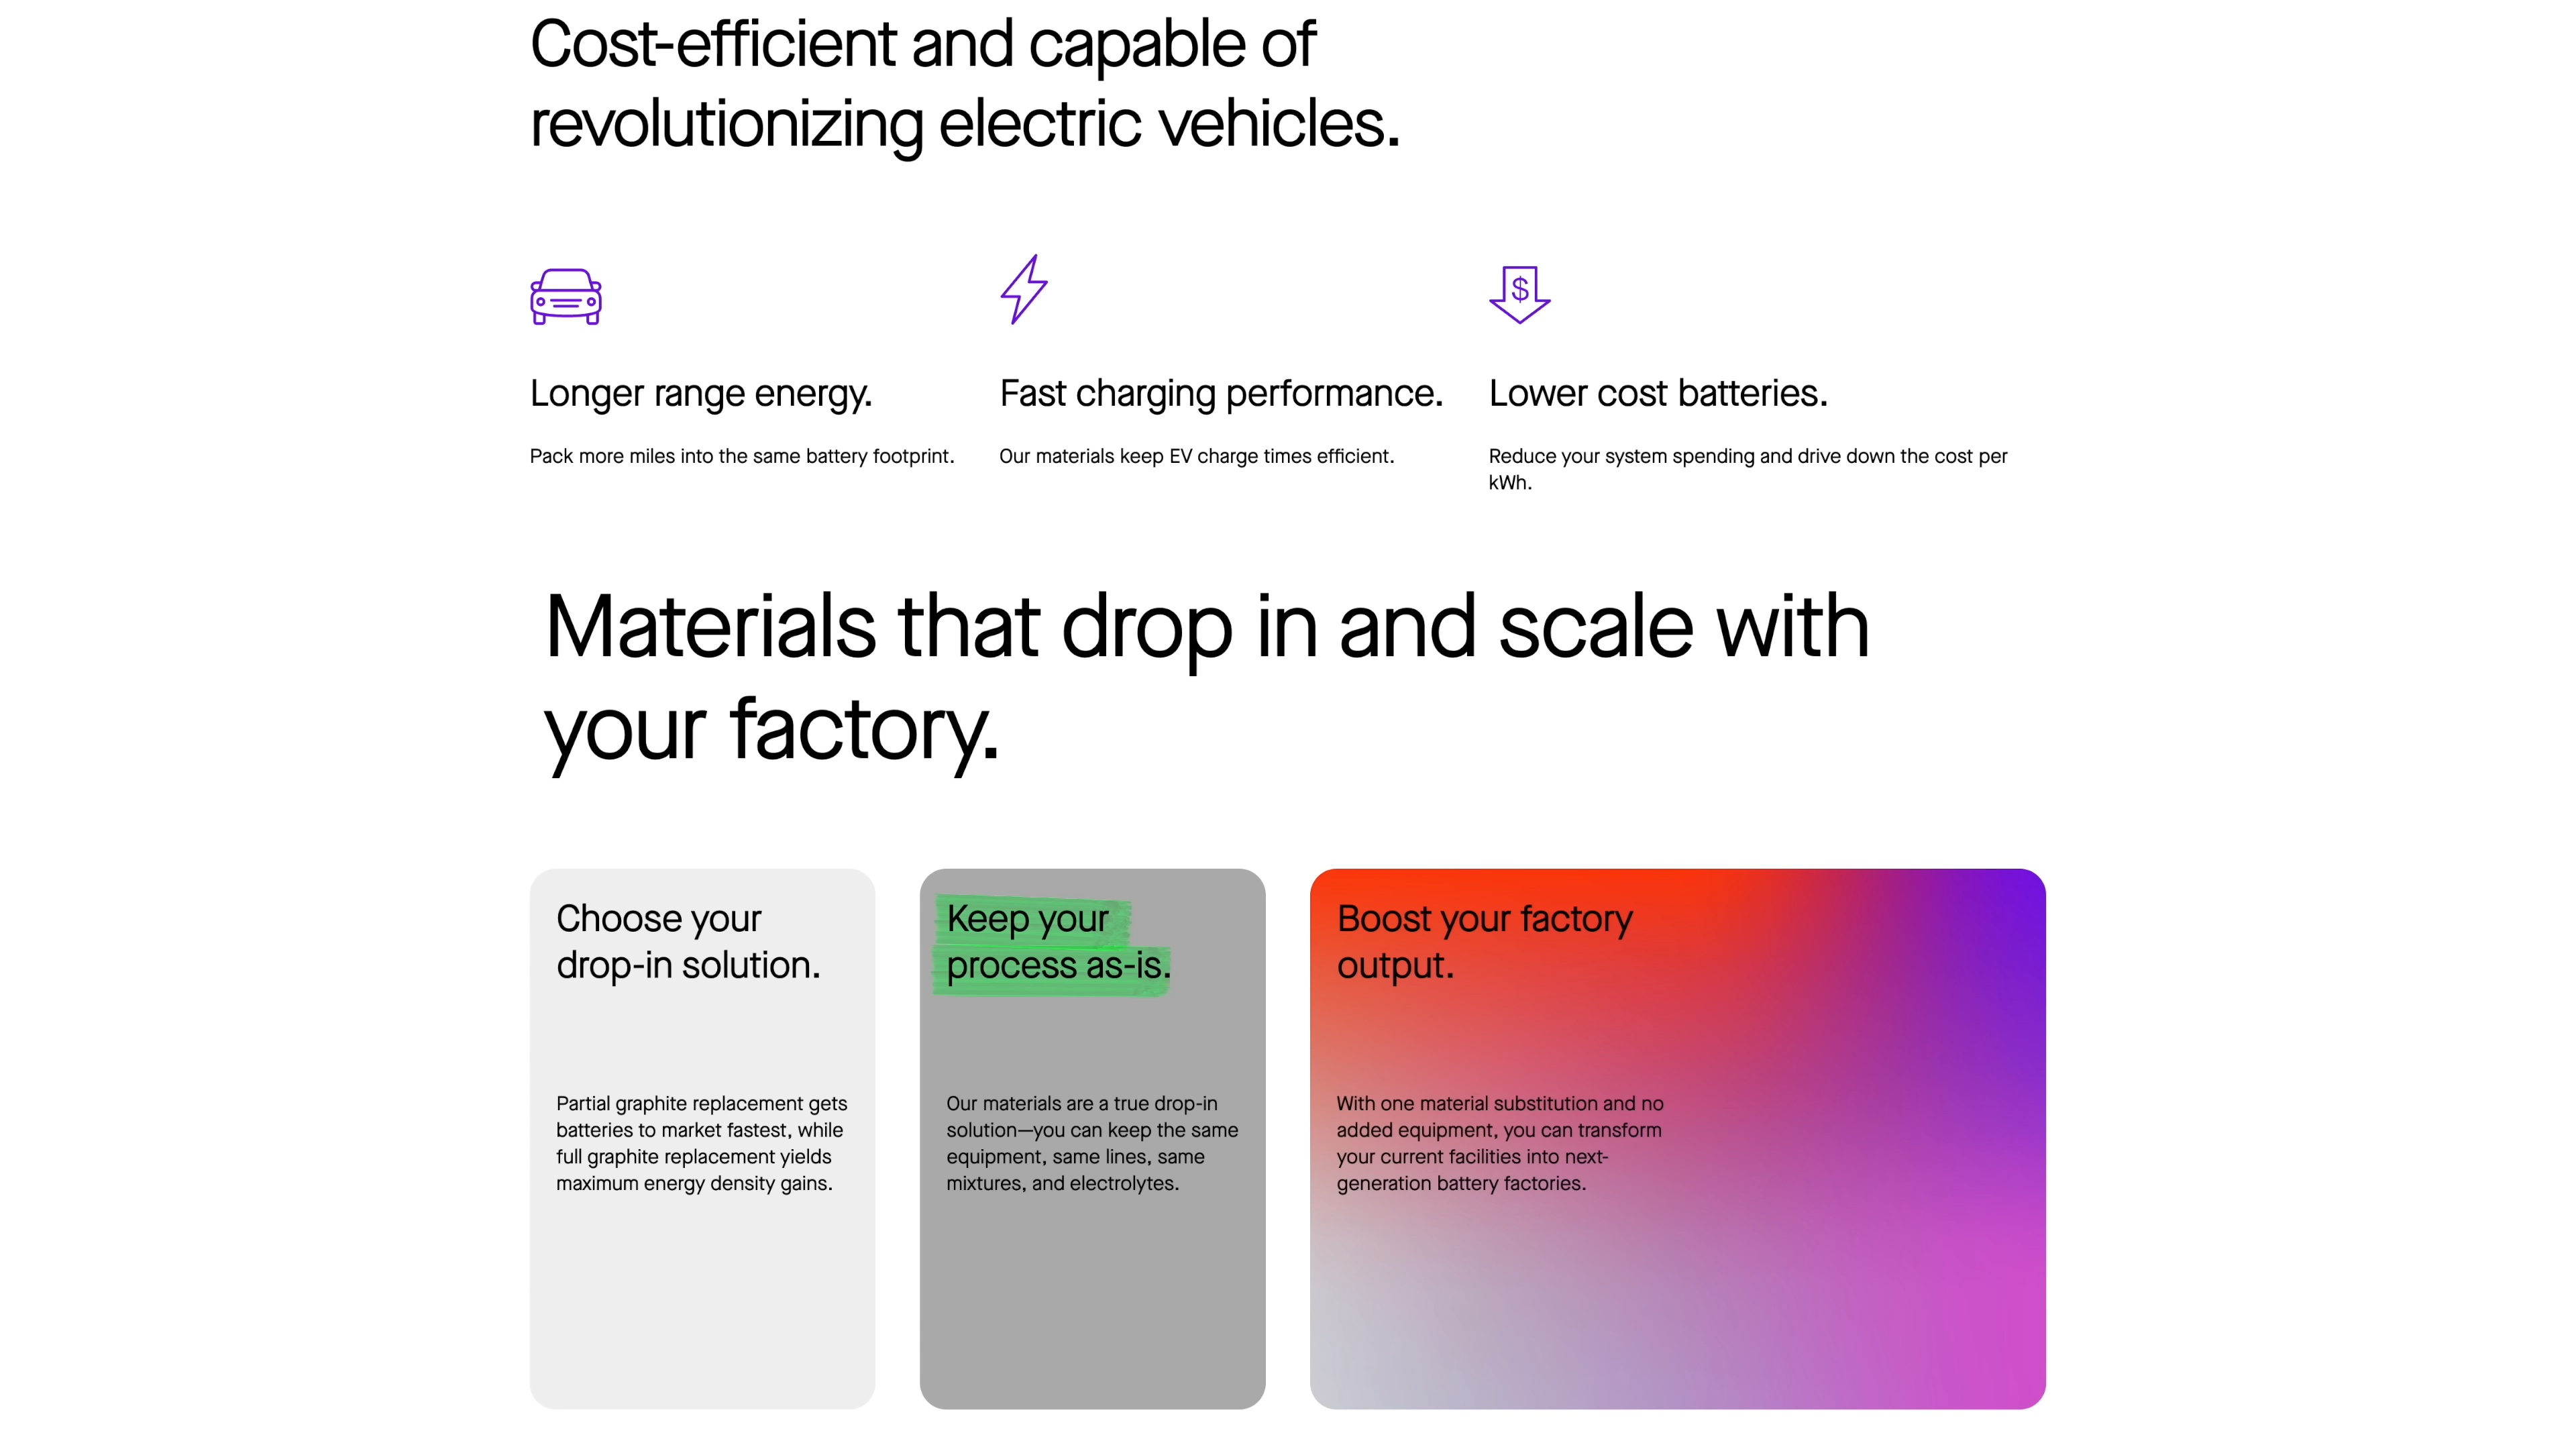 Cost-efficient and capable of
revolutionizing electric vehicles.
$
Longer range energy.
Pack more miles into the same battery footprint.
Fast charging performance.
Our materials keep EV charge times efficient.
Lower cost batteries.
Reduce your system spending and drive down the cost per
kWh.
Materials that drop in and scale with
your factory.
Choose your
drop-in solution.
Partial graphite replacement gets
batteries to market fastest, while
full graphite replacement yields
maximum energy density gains.
Keep your
process as-is.
Our materials are a true drop-in
solution—you can keep the same
equipment, same lines, same
mixtures, and electrolytes.
Boost your factory
output.
With one material substitution and no
added equipment, you can transform
your current facilities into next-
generation battery factories.